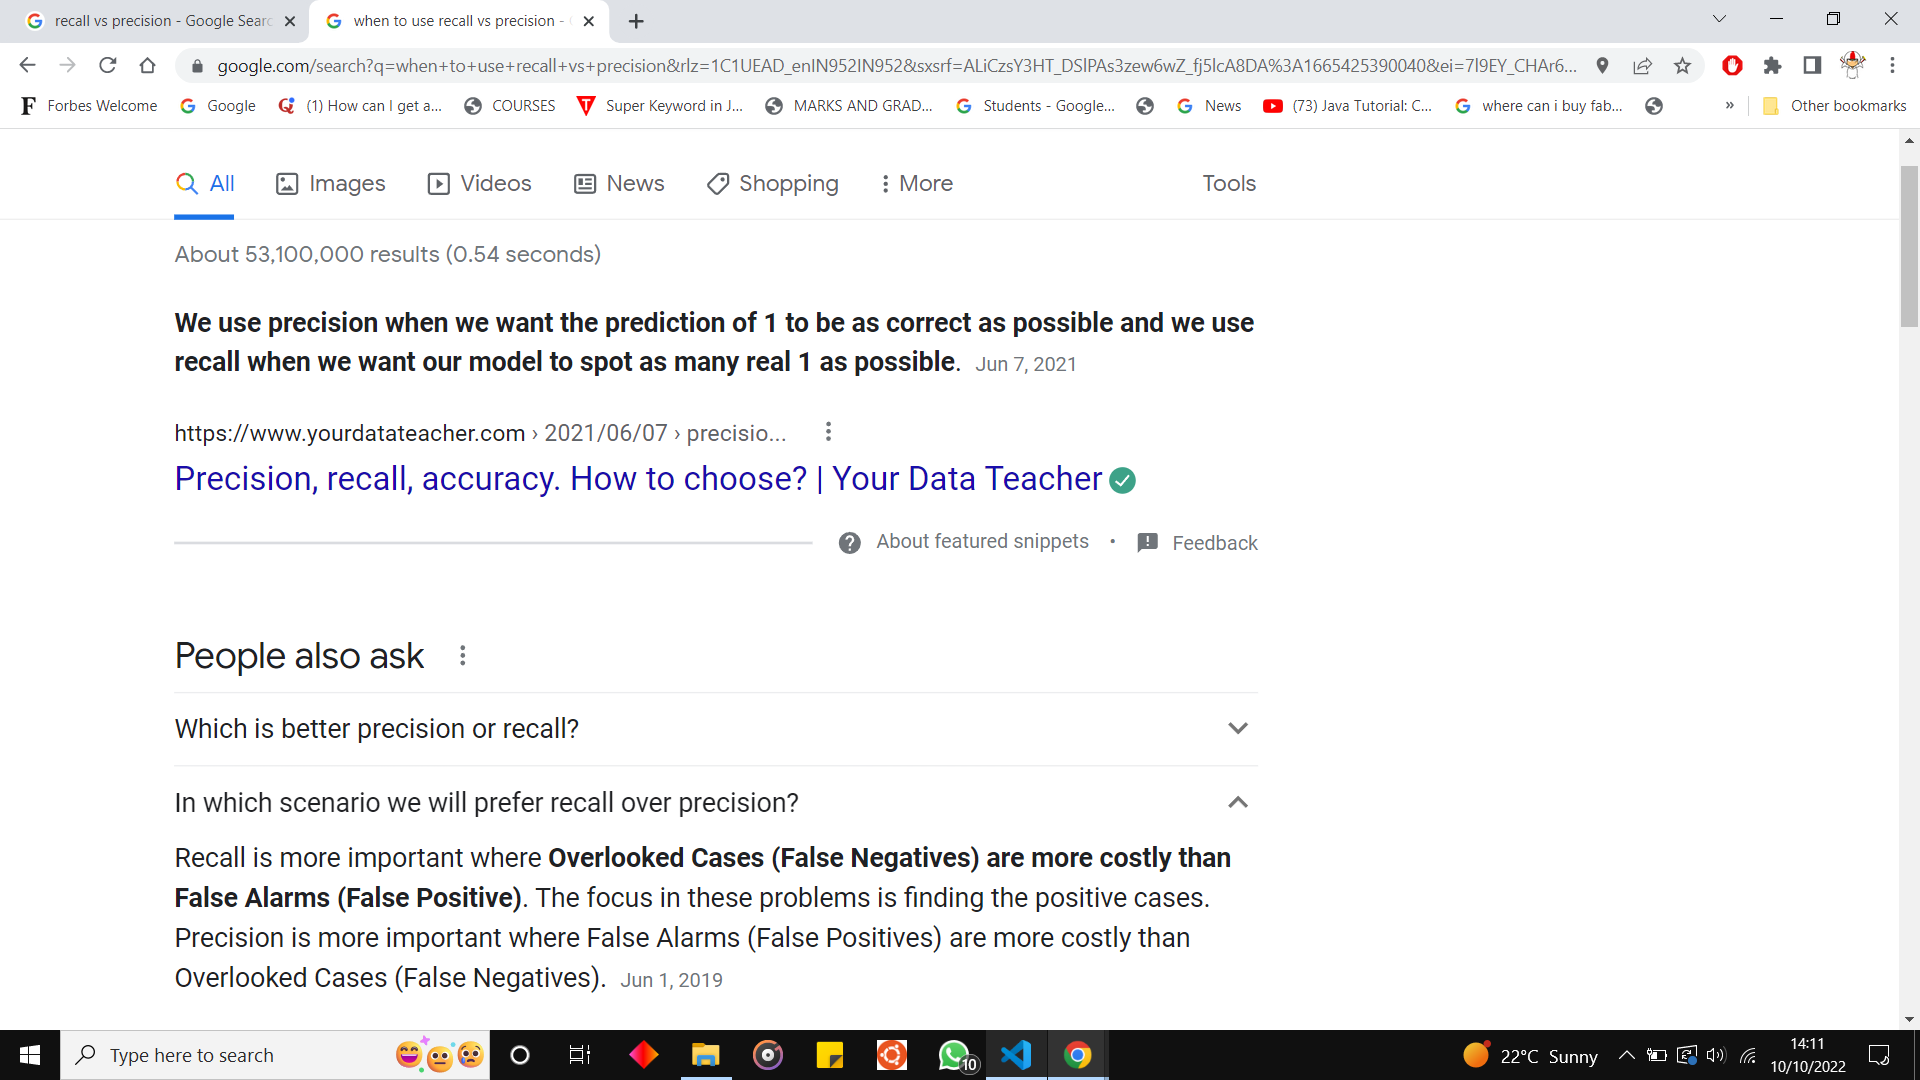 recall vs precision - Google Searc
when to use recall vs precision -
google.com/search?q=when+to+use+recall+vs+precision&rlz=1C1UEAD_enIN952IN952&sxsrf=ALiCzsY3HT_DSlPAs3zew6wZ_fj5lcA8DA%3A1665425390040&ei=7l9EY_CHAr6...
Forbes Welcome
Google
(1) How can I get a...
COURSES
Super Keyword in J...
MARKS AND GRAD...
Students - Google...
News
(73) Java Tutorial: C...
where can i buy fab...
»
Other bookmarks
All
Images
Videos
News
Shopping
More
Tools
About 53,100,000 results (0.54 seconds)
We use precision when we want the prediction of 1 to be as correct as possible and we use
recall when we want our model to spot as many real 1 as possible. Jun 7, 2021
https://www.yourdatateacher.com › 2021/06/07 › precisio...
Precision, recall, accuracy. How to choose? | Your Data Teacher
About featured snippets • Feedback
People also ask
Which is better precision or recall?
In which scenario we will prefer recall over precision?
Recall is more important where Overlooked Cases (False Negatives) are more costly than
False Alarms (False Positive). The focus in these problems is finding the positive cases.
Precision is more important where False Alarms (False Positives) are more costly than
Overlooked Cases (False Negatives). Jun 1, 2019
Type here to search
10
22°C Sunny
14:11
10/10/2022